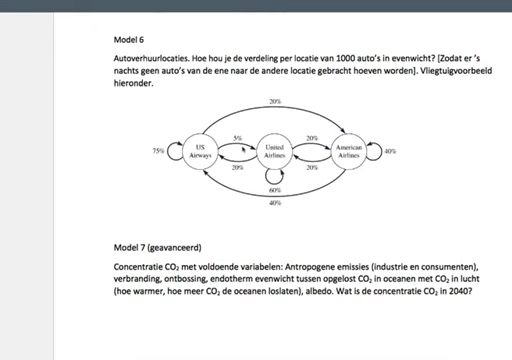 Model 6
Autoverhuurlocaties. Hoe hou je de verdeling per locatie van 1000 auto's in evenwicht? [Zodat er 's
nachts geen auto's van de ene naar de andere locatie gebracht hoeven worden]. Vliegtuigvoorbeeld
hieronder.
20%
5%
20%
75%
US
Airways
United
Airlines
American
Airlines
40%
20%
20%
60%
40%
Model 7 (geavanceerd)
Concentratie CO₂ met voldoende variabelen: Antropogene emissies (industrie en consumenten),
verbranding, ontbossing, endotherm evenwicht tussen opgelost CO₂ in oceanen met CO₂ in lucht
(hoe warmer, hoe meer CO₂ de oceanen loslaten), albedo. Wat is de concentratie CO₂ in 2040?